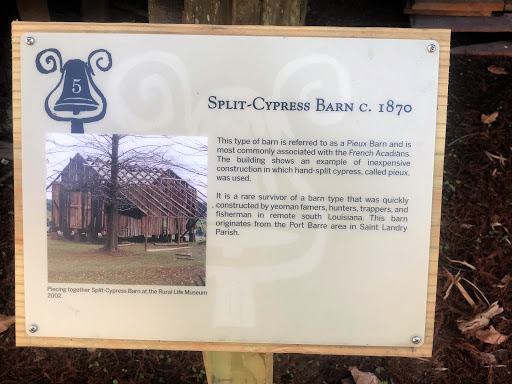 5
SPLIT-CYPRESS BARN C. 1870
This type of barn is referred to as a Pieux Barn and is
most commonly associated with the French Acadians.
The building shows an example of inexpensive
construction in which hand-split cypress, called pieux,
was used.
It is a rare survivor of a barn type that was quickly
constructed by yeoman famers, hunters, trappers, and
fisherman in remote south Louisiana. This barn
originates from the Port Barre area in Saint Landry
Parish.
Piecing together Split-Cypress Barn at the Rural Life Museum
2002.